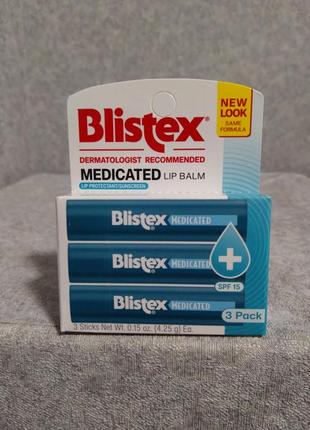 Blistex®
NEW
LOOK
SAME
FORMULA
DERMATOLOGIST RECOMMENDED
MEDICATED LIP BALM
LIP PROTECTANT/SUNSCREEN
Blistex® MEDICATED
Blistex® MEDICATED
SPF 15
Blistex® MEDICATED
3 Pack
3 Sticks Net Wt. 0.15 oz. (4.25 g) Ea.